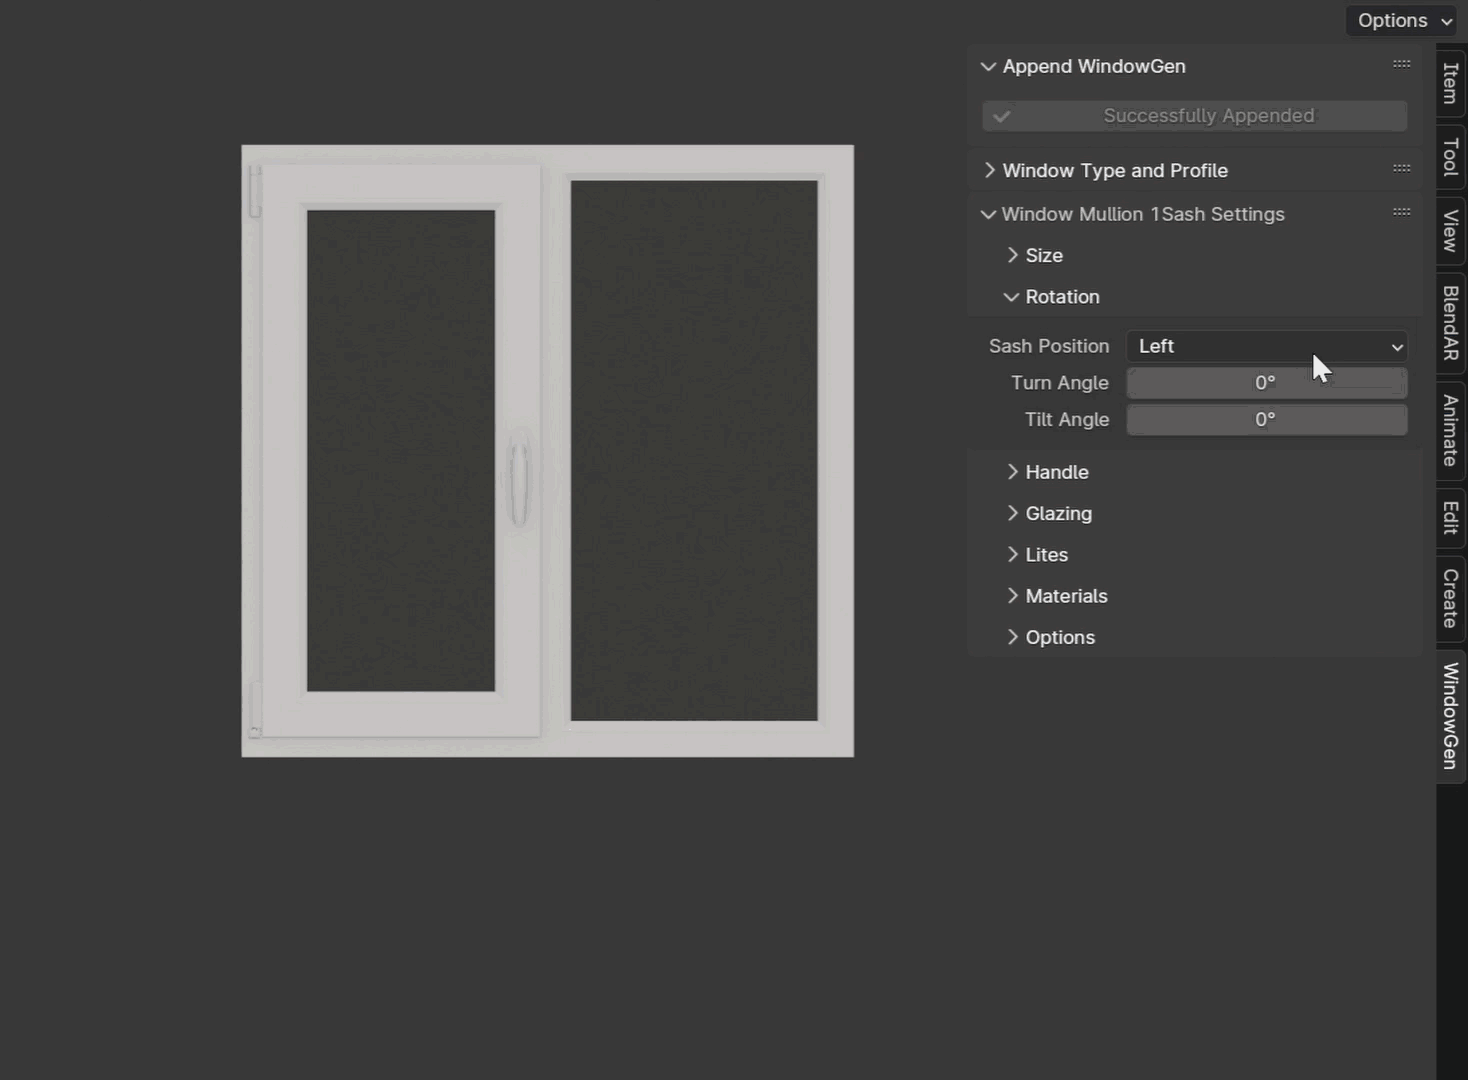 Options
Append WindowGen
Successfully Appended
Window Type and Profile
Window Mullion 1Sash Settings
Size
Rotation
Sash Position Left
Turn Angle 0°
Tilt Angle 0°
Handle
Glazing
Lites
Materials
Options
Item
Tool
View
BlendAR
Animate
Edit
Create
WindowGen